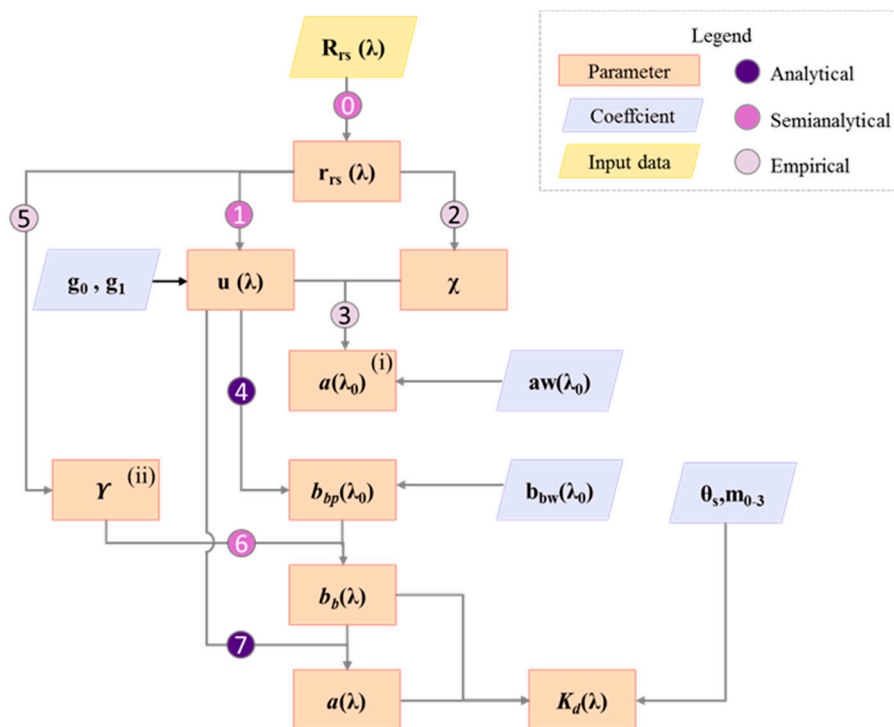 Rrs (λ)
Legend
Parameter
Analytical
0
Coeffcient
Semianalytical
Input data
Empirical
rrs (λ)
5
1
2
g0 , g1
u (λ)
χ
3
a(λ0) (i)
aw(λ0)
4
ϒ (ii)
bbp(λ0)
bbw(λ0)
θs,m0-3
6
bb(λ)
7
a(λ)
Kd(λ)